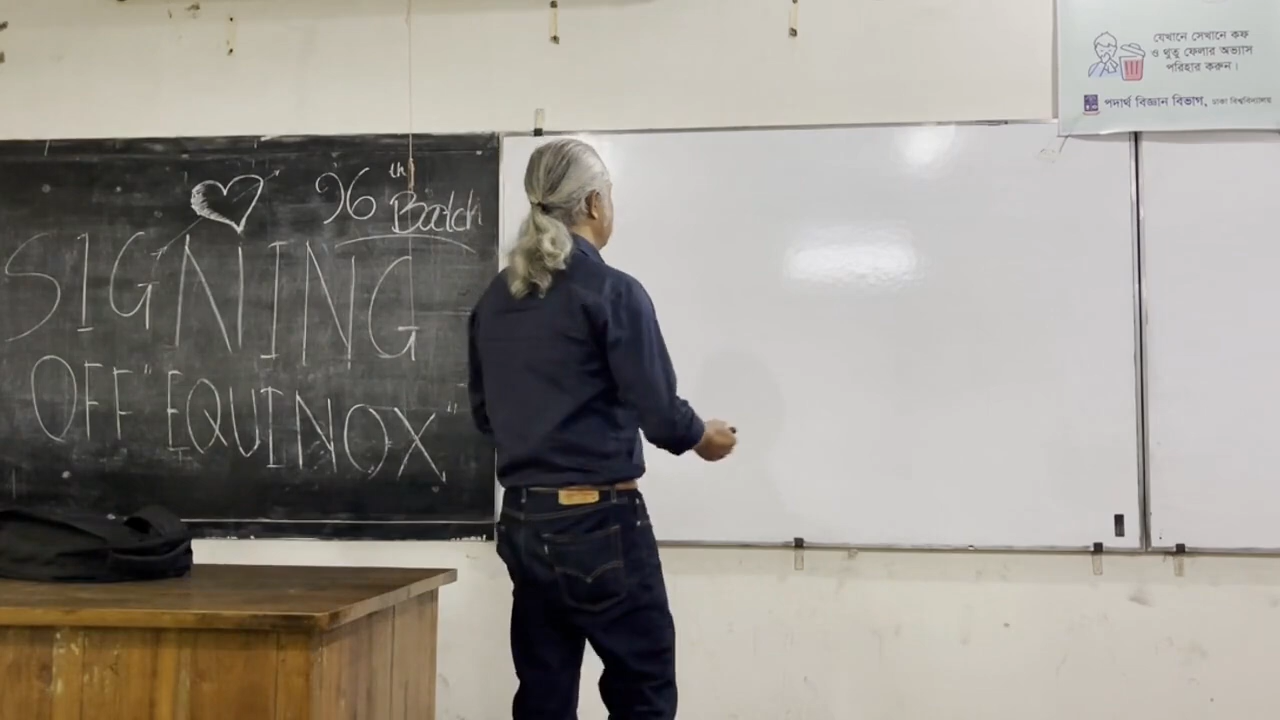 96th Batch
SIGNING
OFF "EQUINOX"
যেখানে সেখানে কফ
ও থুতু ফেলার অভ্যাস
পরিহার করুন।
পদার্থ বিজ্ঞান বিভাগ, ঢাকা বিশ্ববিদ্যালয়